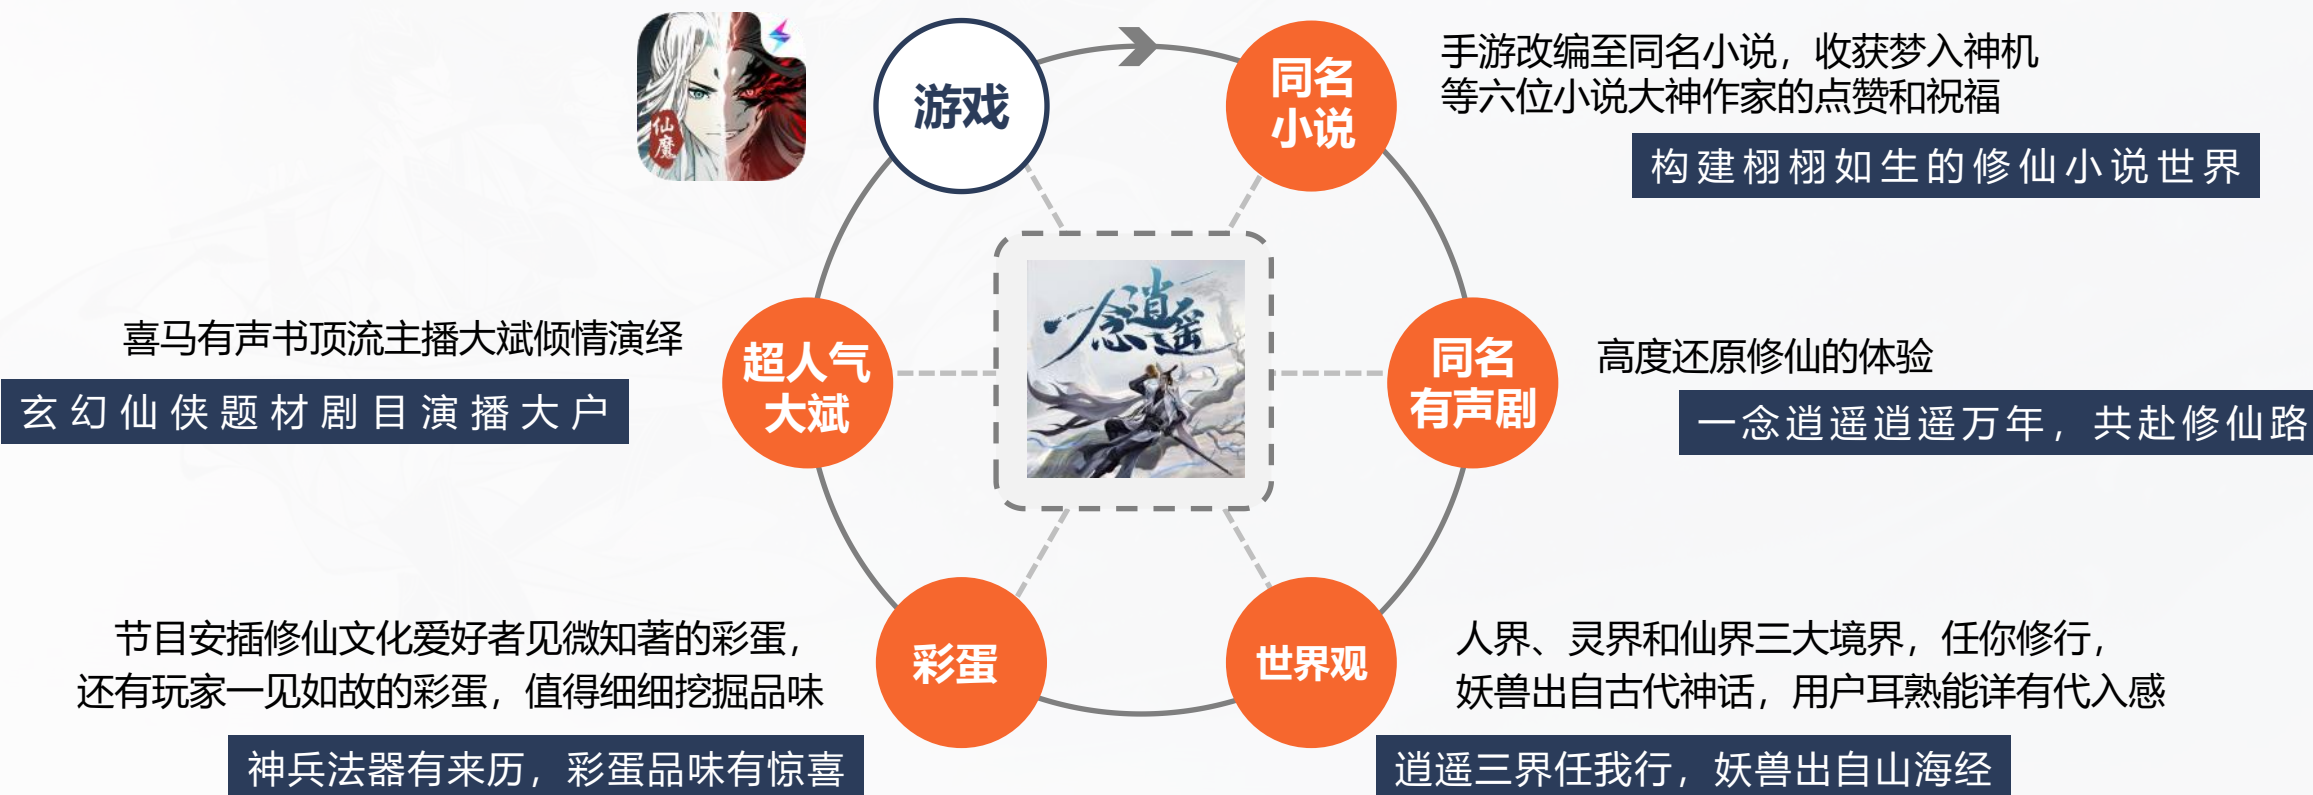 仙魔
游戏
同名
小说
手游改编至同名小说，收获梦入神机
等六位小说大神作家的点赞和祝福
构建栩栩如生的修仙小说世界
一念逍遥
喜马有声书顶流主播大斌倾情演绎
玄幻仙侠题材剧目演播大户
超人气
大斌
同名
有声剧
高度还原修仙的体验
一念逍遥逍遥万年，共赴修仙路
节目安插修仙文化爱好者见微知著的彩蛋，
还有玩家一见如故的彩蛋，值得细细挖掘品味
神兵法器有来历，彩蛋品味有惊喜
彩蛋
世界观
人界、灵界和仙界三大境界，任你修行，
妖兽出自古代神话，用户耳熟能详有代入感
逍遥三界任我行，妖兽出自山海经